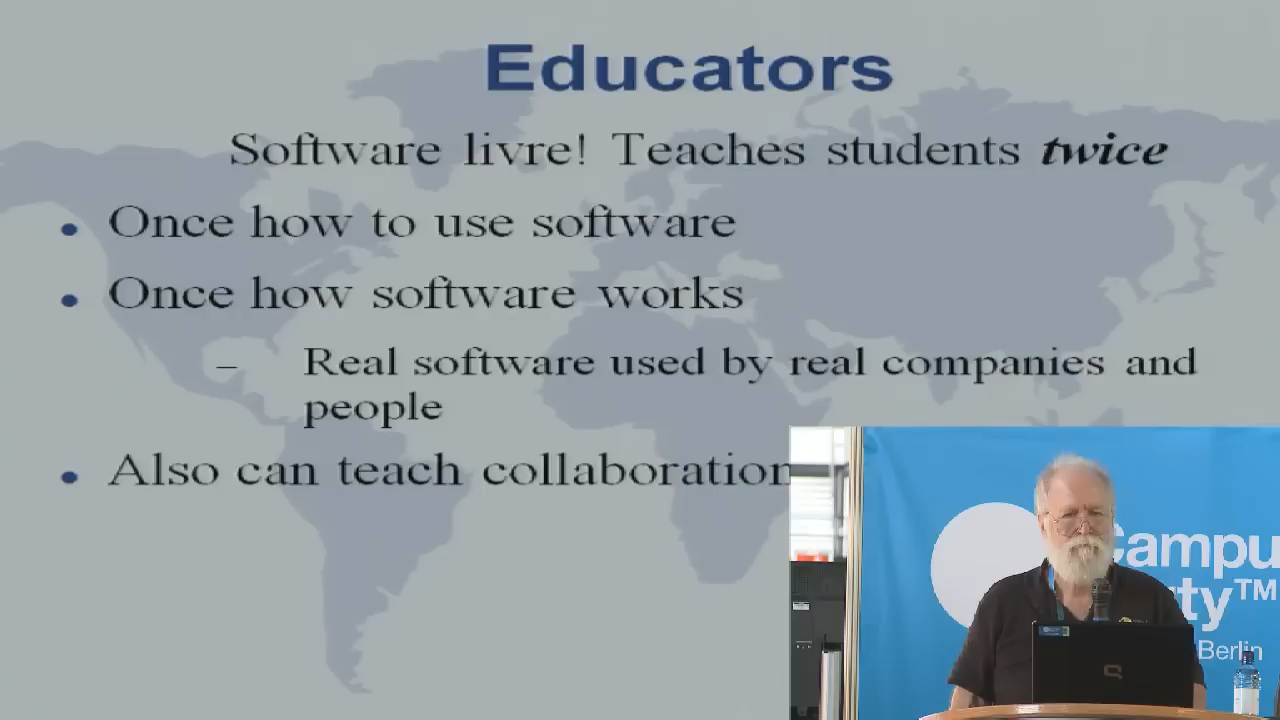 Educators
Software livre! Teaches students twice
• Once how to use software
• Once how software works
– Real software used by real companies and
people
• Also can teach collaboration
Campu
rty™
Berlin